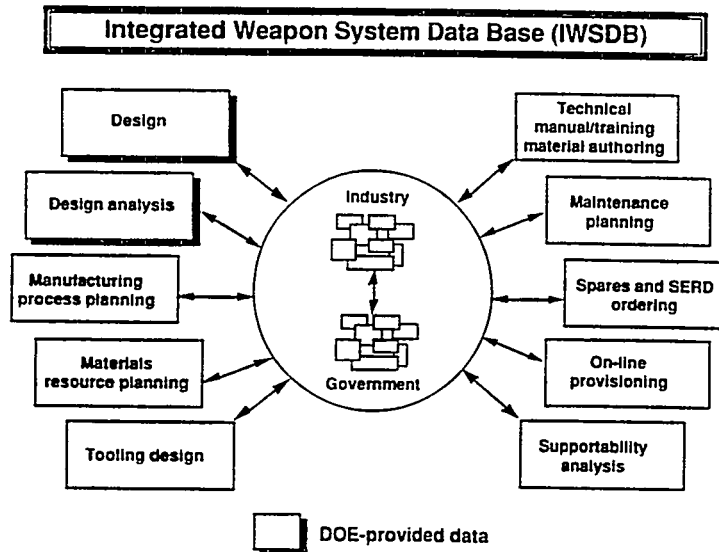 Integrated Weapon System Data Base (IWSDB)
Design
Design analysis
Manufacturing
process planning
Materials
resource planning
Tooling design
Industry
Government
Technical
manual/training
material authoring
Maintenance
planning
Spares and SERD
ordering
On-line
provisioning
Supportability
analysis
DOE-provided data